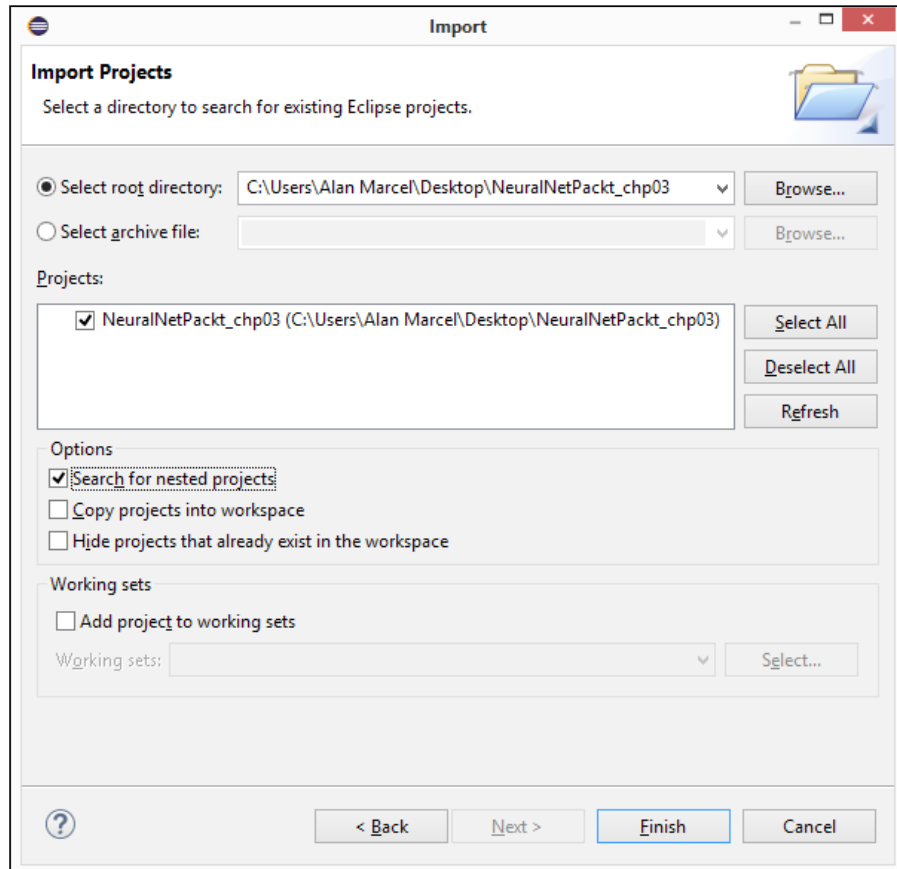 Import
Import Projects
Select a directory to search for existing Eclipse projects.
Select root directory: C:\Users\Alan Marcel\Desktop\NeuralNetPackt_chp03 Browse...
Select archive file: Browse...
Projects:
NeuralNetPackt_chp03 (C:\Users\Alan Marcel\Desktop\NeuralNetPackt_chp03)
Select All
Deselect All
Refresh
Options
Search for nested projects
Copy projects into workspace
Hide projects that already exist in the workspace
Working sets
Add project to working sets
Working sets: Select...
? < Back Next > Finish Cancel